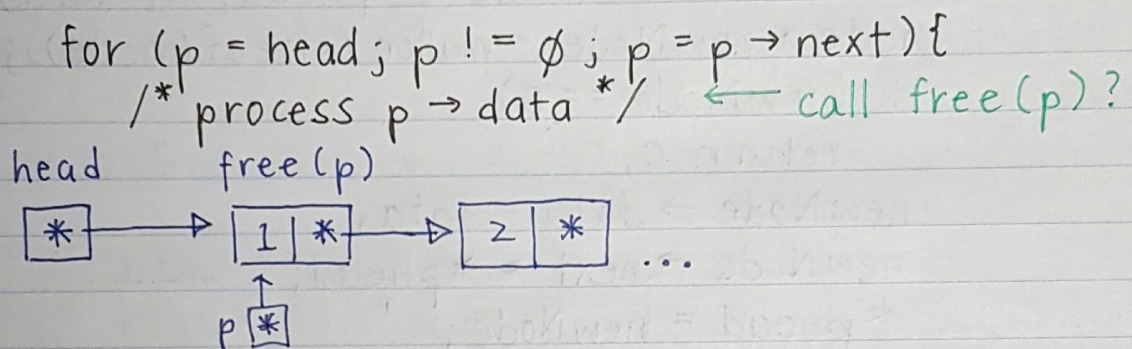 for (p = head; p != ∅; p = p → next){
/* process p → data */ ← call free(p)?
head free(p)
* 1 * 2 * ...
p *